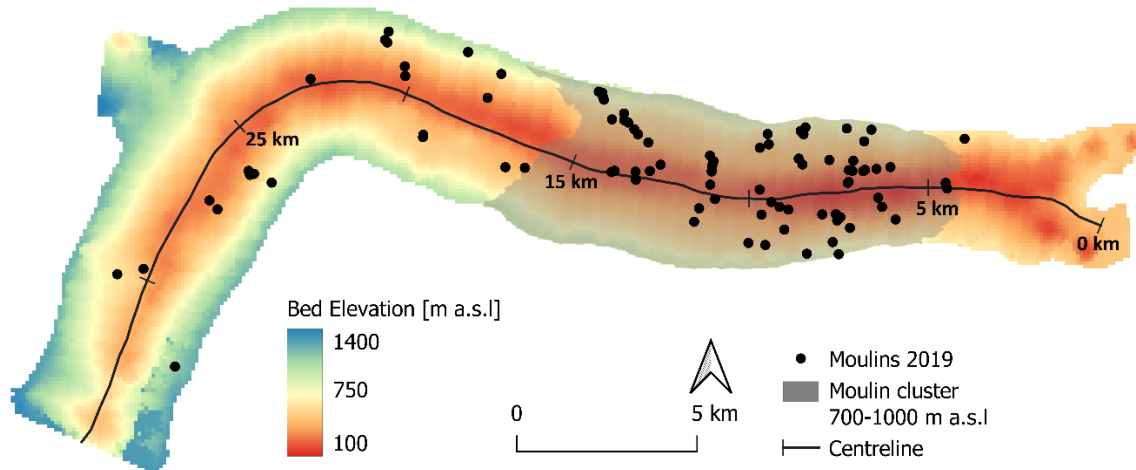 25 km
15 km
5 km
0 km
Bed Elevation [m a.s.l]
1400
750
100
0
5 km
Moulins 2019
Moulin cluster
700-1000 m a.s.l
Centreline